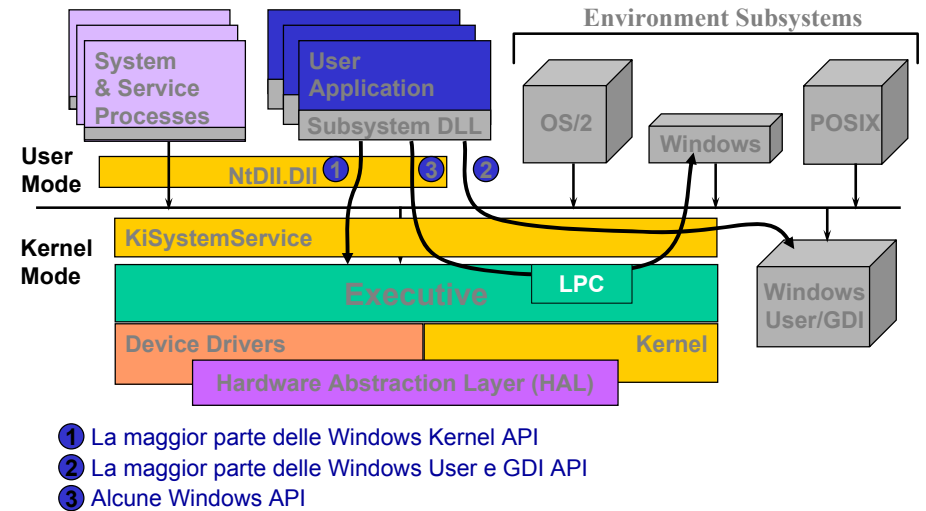 Environment Subsystems
System
& Service
Processes
User
Application
Subsystem DLL
OS/2
Windows
POSIX
User
Mode
NtDll.Dll
1
3
2
Kernel
Mode
KiSystemService
Executive
LPC
Windows
User/GDI
Device Drivers
Kernel
Hardware Abstraction Layer (HAL)
1 La maggior parte delle Windows Kernel API
2 La maggior parte delle Windows User e GDI API
3 Alcune Windows API